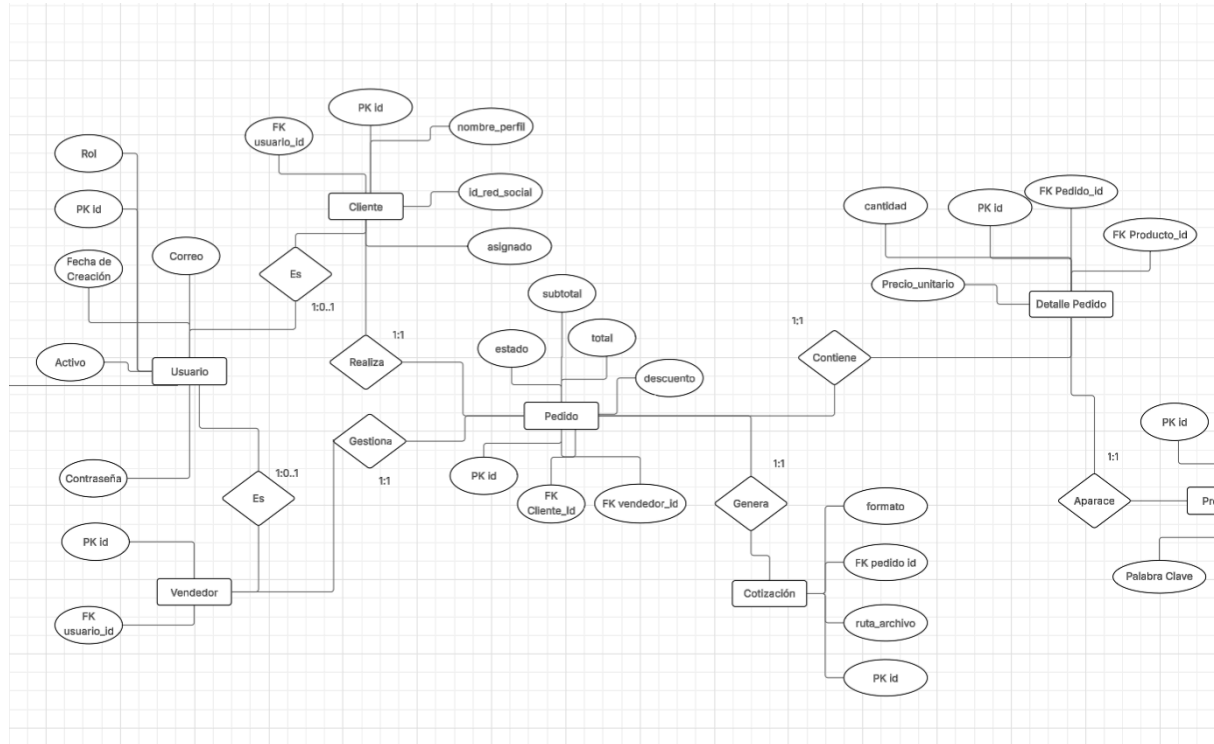 PK id
FK
usuario_id
nombre_perfil
Rol
id_red_social
Cliente
PK id
asignado
Correo
Fecha de
Creación
Es
1:0..1
Activo
Usuario
Contraseña
1:0..1
Es
PK id
Vendedor
FK
usuario_id
1:1
Realiza
Gestiona
1:1
subtotal
estado
total
descuento
Pedido
PK id
FK
Cliente_Id
FK vendedor_id
1:1
Genera
Cotización
formato
FK pedido id
ruta_archivo
PK id
1:1
Contiene
cantidad
PK id
FK Pedido_id
FK Producto_id
Precio_unitario
Detalle Pedido
1:1
Aparace
PK id
Pr
Palabra Clave